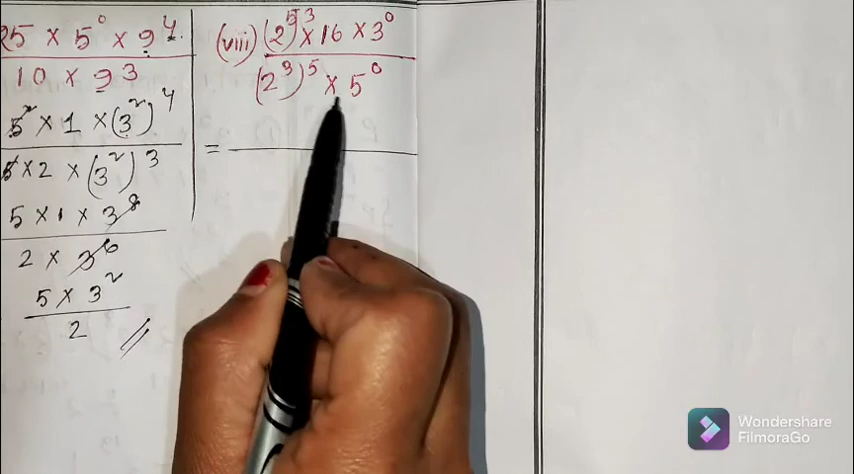 25 × 5⁰ × 9⁴
10 × 9³
5² × 1 × (3²)⁴
5 × 2 × (3²)³
5 × 1 × 3⁸
2 × 3⁶
5 × 3²
2 //
(viii) (2⁵)³ × 16 × 3⁰
(2³)⁵ × 5⁰
=
Wondershare
FilmoraGo